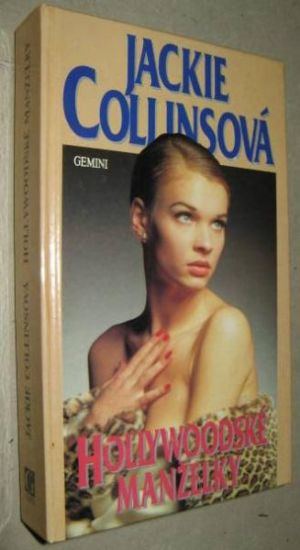 JACKIE
COLLINSOVÁ
GEMINI
HOLLYWOODSKÉ
MANŽELKY
JACKIE COLLINSOVÁ HOLLYWOODSKÉ MANŽELKY